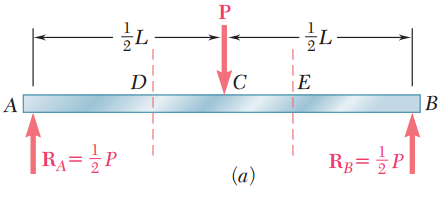 P
½L ½L
D C E
A B
R_A = ½P R_B = ½P
(a)